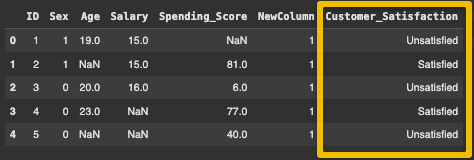 ID Sex Age Salary Spending_Score NewColumn Customer_Satisfaction
0 1 1 19.0 15.0 NaN 1 Unsatisfied
1 2 1 NaN 15.0 81.0 1 Satisfied
2 3 0 20.0 16.0 6.0 1 Unsatisfied
3 4 0 23.0 NaN 77.0 1 Satisfied
4 5 0 NaN NaN 40.0 1 Unsatisfied